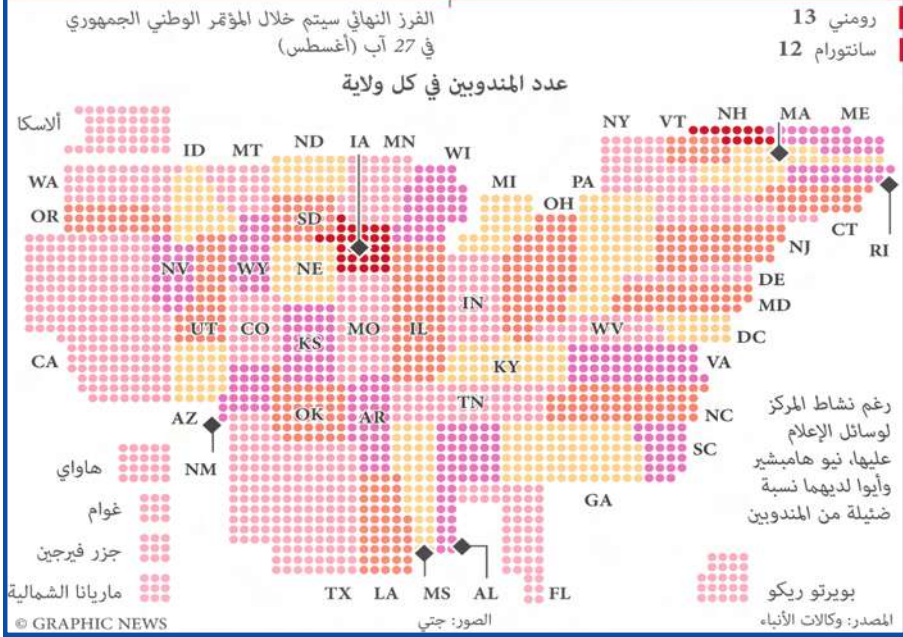 الفرز النهائي سيتم خلال المؤتمر الوطني الجمهوري
في 27 آب (أغسطس)
رومني 13
سانتورام 12
عدد المندوبين في كل ولاية
ألاسكا
ID
MT
ND
IA
MN
WI
MI
PA
OH
NY
VT
NH
MA
ME
WA
OR
SD
NV
WY
NE
IN
CT
RI
NJ
DE
MD
DC
UT
CO
KS
MO
IL
WV
KY
VA
CA
AZ
NM
OK
AR
TN
NC
SC
GA
TX
LA
MS
AL
FL
رغم نشاط المركز
لوسائل الإعلام
عليها، نيو هامبشير
وأيوا لديهما نسبة
ضئيلة من المندوبين
هاواي
غوام
جزر فيرجين
ماريانا الشمالية
بويرتو ريكو
© GRAPHIC NEWS
الصور: جتي
المصدر: وكالات الأنباء